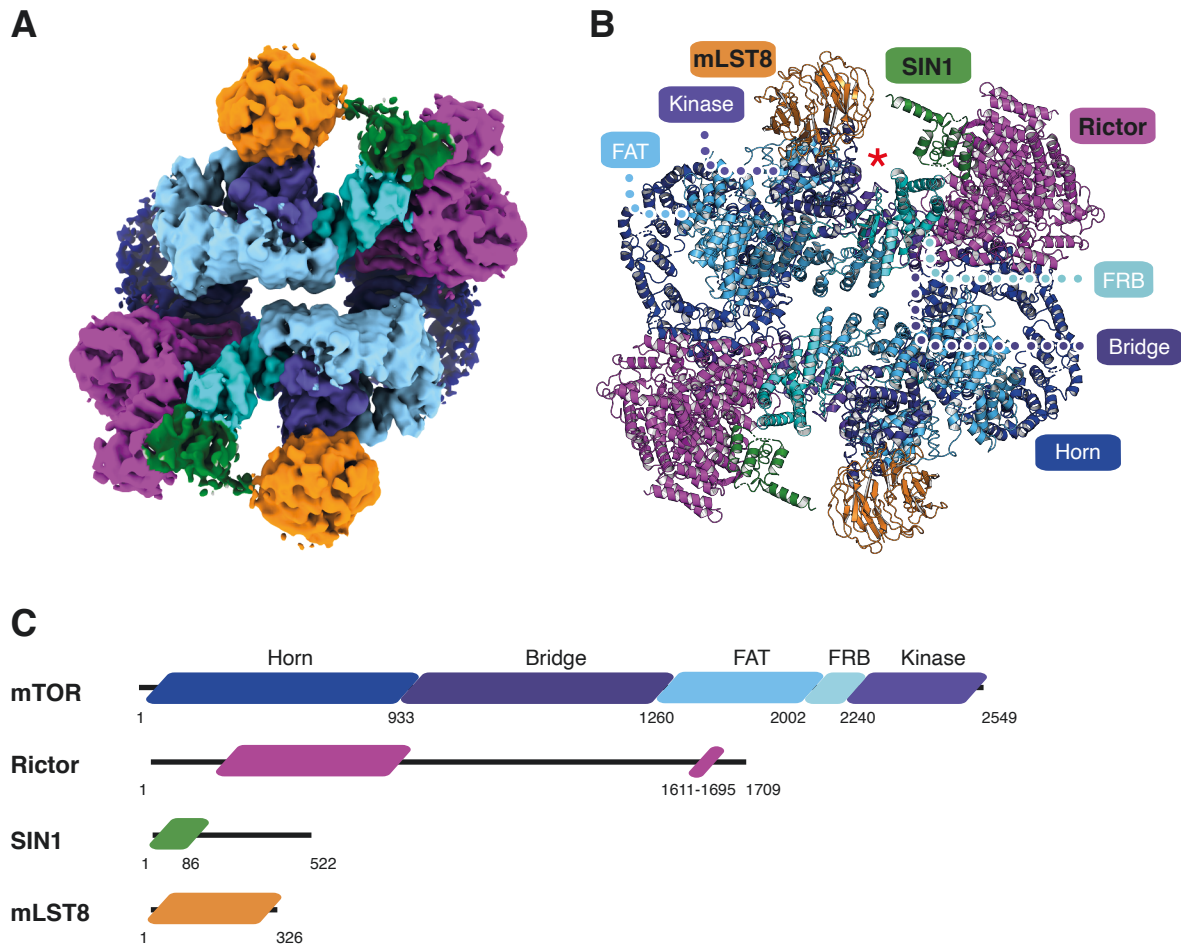 A
B
mLST8
SIN1
Kinase
Rictor
FAT
*
FRB
Bridge
Horn
C
Horn Bridge FAT FRB Kinase
mTOR
1 933 1260 2002 2240 2549
Rictor
1 1611-1695 1709
SIN1
1 86 522
mLST8
1 326